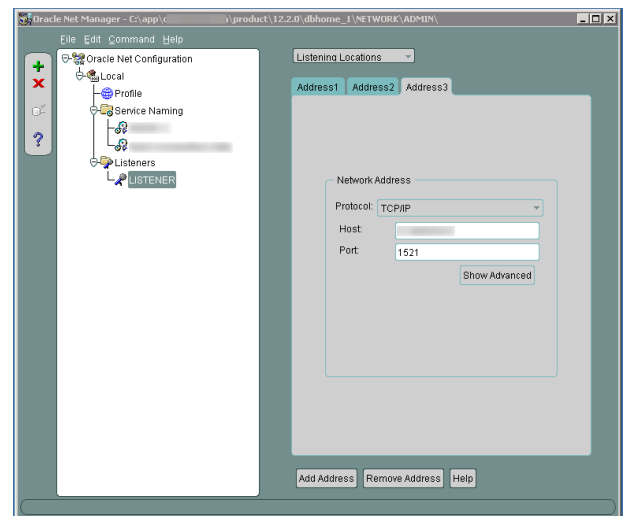 Oracle Net Manager - C:\app\c i\product\12.2.0\dbhome_1\NETWORK\ADMIN\
File Edit Command Help
Oracle Net Configuration
Local
Profile
Service Naming
Listeners
LISTENER
Listening Locations
Address1 Address2 Address3
Network Address
Protocol: TCP/IP
Host:
Port: 1521
Show Advanced
Add Address Remove Address Help